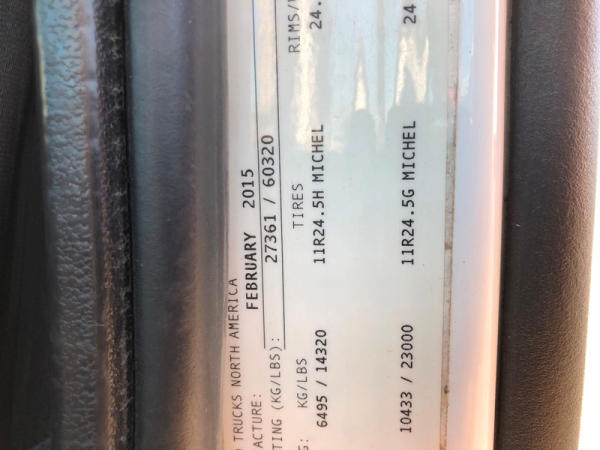 TRUCKS NORTH AMERICA
ACTURE: FEBRUARY 2015
TING (KG/LBS): 27361 / 60320
G: KG/LBS TIRES RIMS/
6495 / 14320 11R24.5H MICHEL 24.
10433 / 23000 11R24.5G MICHEL 24